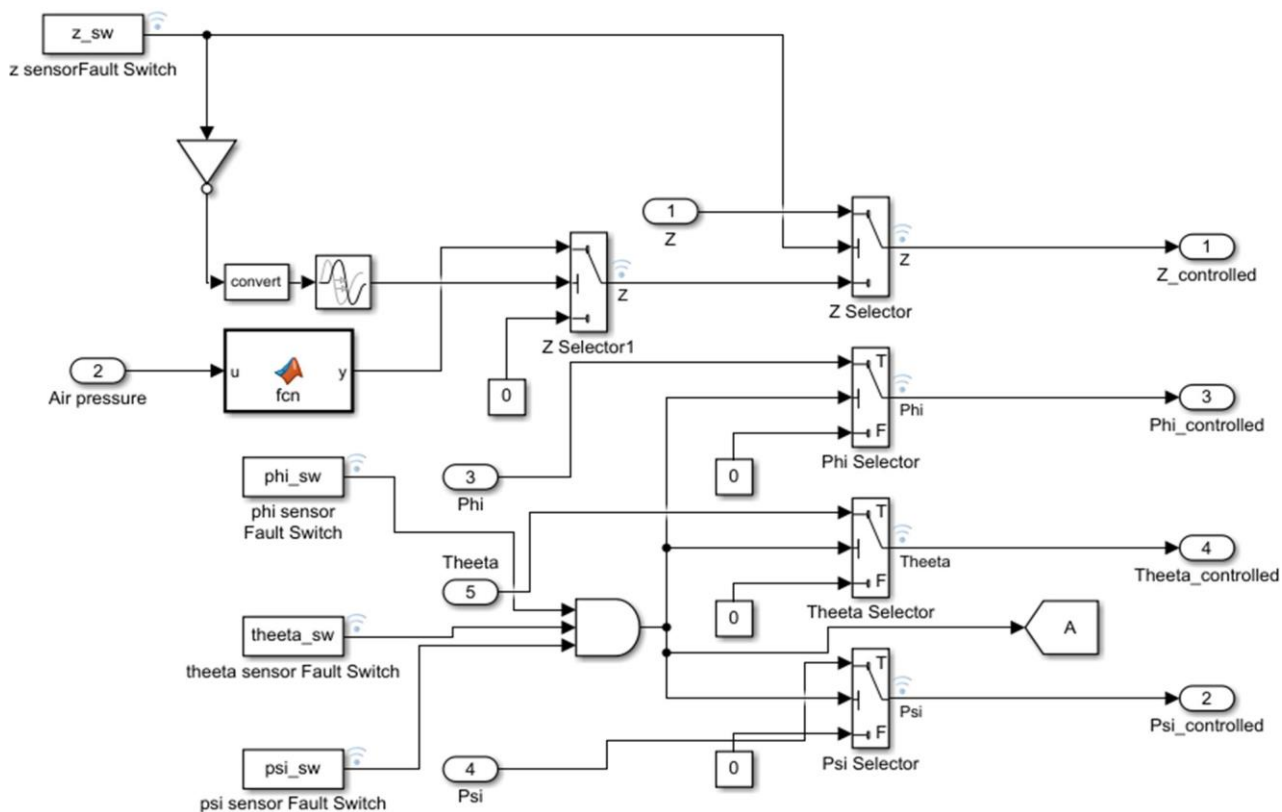 z_sw
z sensorFault Switch
1
Z
Z
Z Selector
1
Z_controlled
convert
Z
Z Selector1
2
Air pressure
u
fcn
y
0
T
Phi
F
Phi Selector
3
Phi_controlled
phi_sw
phi sensor
Fault Switch
3
Phi
0
T
Theeta
F
Theeta Selector
4
Theeta_controlled
Theeta
5
0
theeta_sw
theeta sensor Fault Switch
A
T
Psi
F
Psi Selector
2
Psi_controlled
psi_sw
psi sensor Fault Switch
4
Psi
0